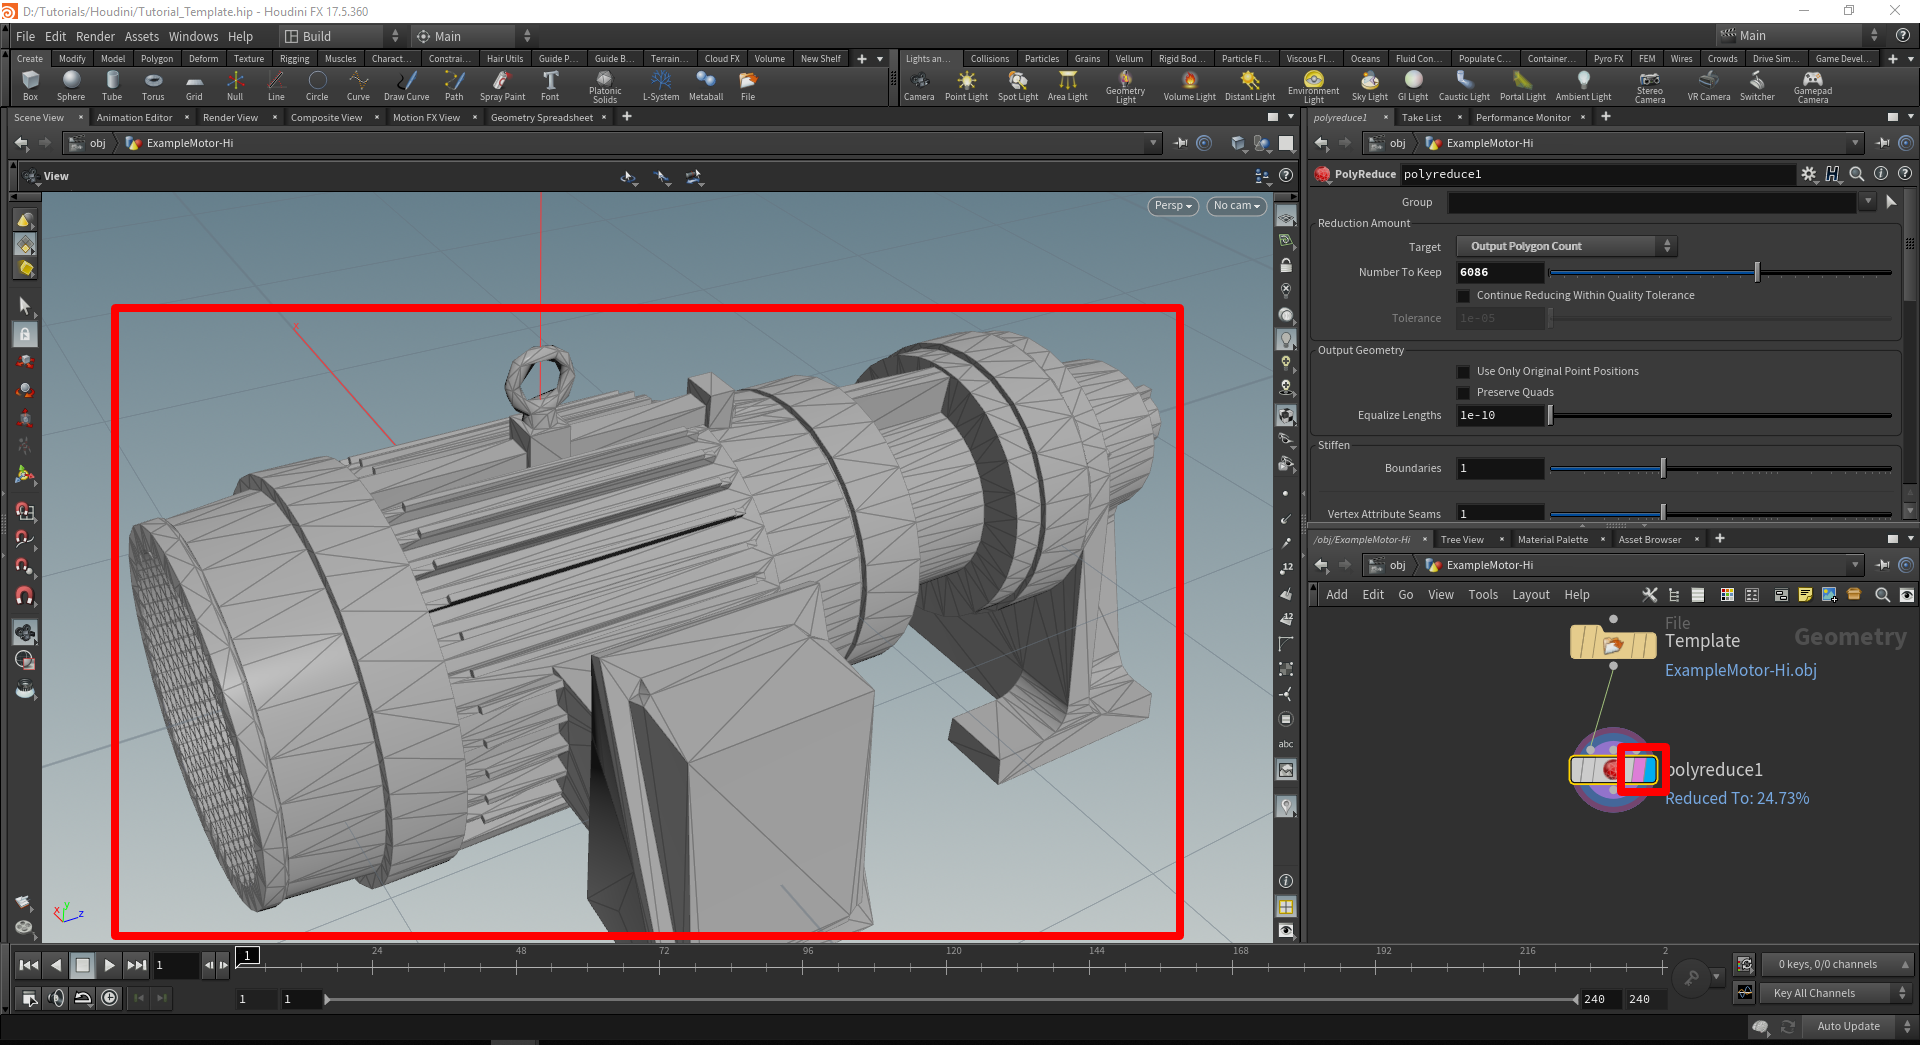 D:/Tutorials/Houdini/Tutorial_Template.hip - Houdini FX 17.5.360
File Edit Render Assets Windows Help Build Main Main
Create Modify Model Polygon Deform Texture Rigging Muscles Charact... Constrai... Hair Utils Guide P... Guide B... Terrain... Cloud FX Volume New Shelf
Lights an... Collisions Particles Grains Vellum Rigid Bod... Particle Fl... Viscous Fl... Oceans Fluid Con... Populate C... Container... Pyro FX FEM Wires Crowds Drive Sim... Game Devel...
Box Sphere Tube Torus Grid Null Line Circle Curve Draw Curve Path Spray Paint Font Platonic Solids L-System Metaball File
Camera Point Light Spot Light Area Light Geometry Light Volume Light Distant Light Environment Light Sky Light GI Light Caustic Light Portal Light Ambient Light Stereo Camera VR Camera Switcher Gamepad Camera
Scene View Animation Editor Render View Composite View Motion FX View Geometry Spreadsheet
obj ExampleMotor-Hi
View
Persp No cam
x
x y z
12
12
abc
polyreduce1 Take List Performance Monitor
obj ExampleMotor-Hi
PolyReduce polyreduce1
Group
Reduction Amount
Target Output Polygon Count
Number To Keep 6086
Continue Reducing Within Quality Tolerance
Tolerance 1e-05
Output Geometry
Use Only Original Point Positions
Preserve Quads
Equalize Lengths 1e-10
Stiffen
Boundaries 1
Vertex Attribute Seams 1
/obj/ExampleMotor-Hi Tree View Material Palette Asset Browser
obj ExampleMotor-Hi
Add Edit Go View Tools Layout Help
File
Template
Geometry
ExampleMotor-Hi.obj
polyreduce1
Reduced To: 24.73%
1 1 24 48 72 96 120 144 168 192 216 2
0 keys, 0/0 channels
1 1 240 240
Key All Channels
Auto Update